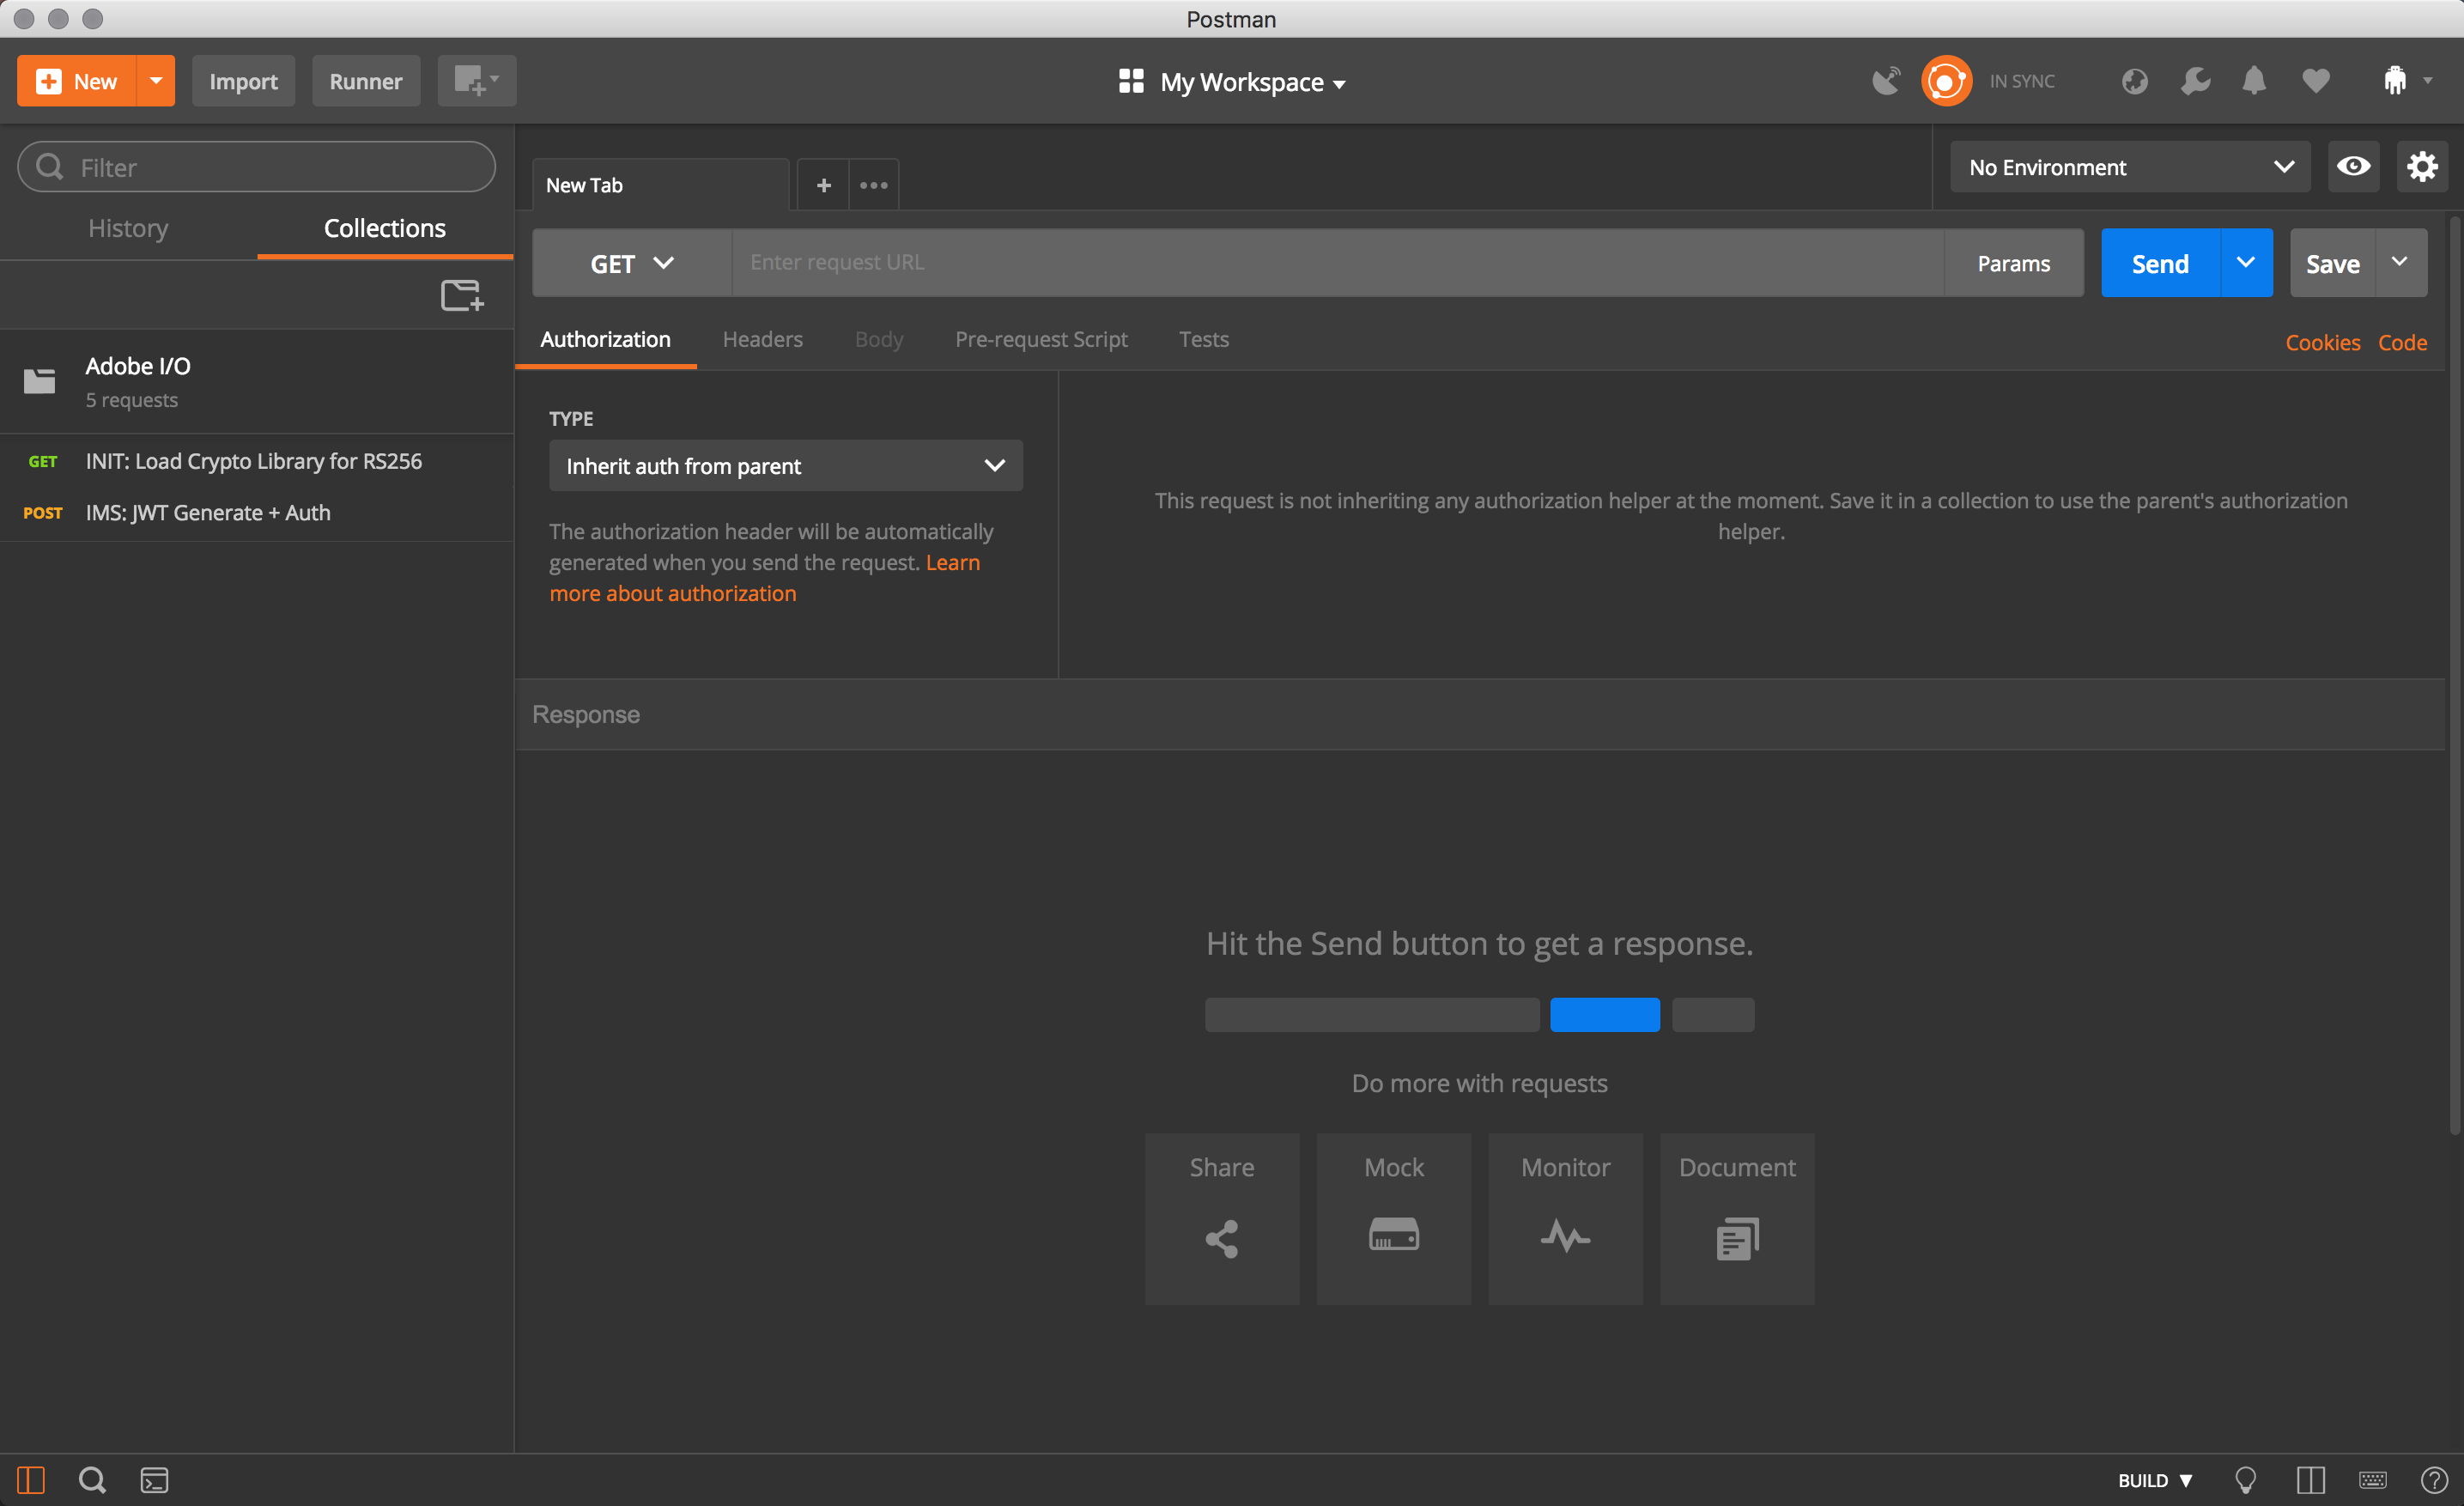 Postman
New
Import
Runner
My Workspace
IN SYNC
Filter
History
Collections
New Tab
No Environment
GET
Enter request URL
Params
Send
Save
Authorization
Headers
Body
Pre-request Script
Tests
Cookies
Code
Adobe I/O
5 requests
GET INIT: Load Crypto Library for RS256
POST IMS: JWT Generate + Auth
TYPE
Inherit auth from parent
The authorization header will be automatically
generated when you send the request. Learn
more about authorization
This request is not inheriting any authorization helper at the moment. Save it in a collection to use the parent's authorization
helper.
Response
Hit the Send button to get a response.
Do more with requests
Share
Mock
Monitor
Document
BUILD